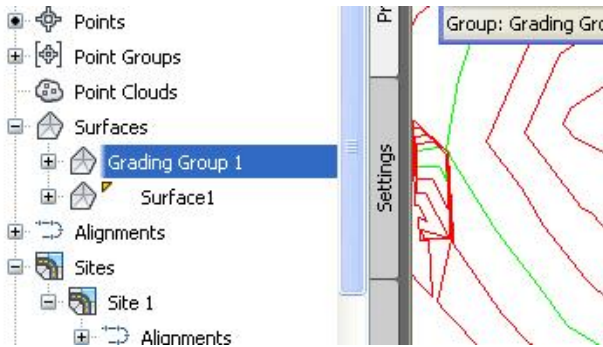 Points
Point Groups
Point Clouds
Surfaces
Grading Group 1
Surface1
Alignments
Sites
Site 1
Alignments
Pr
Settings
Group: Grading Gro